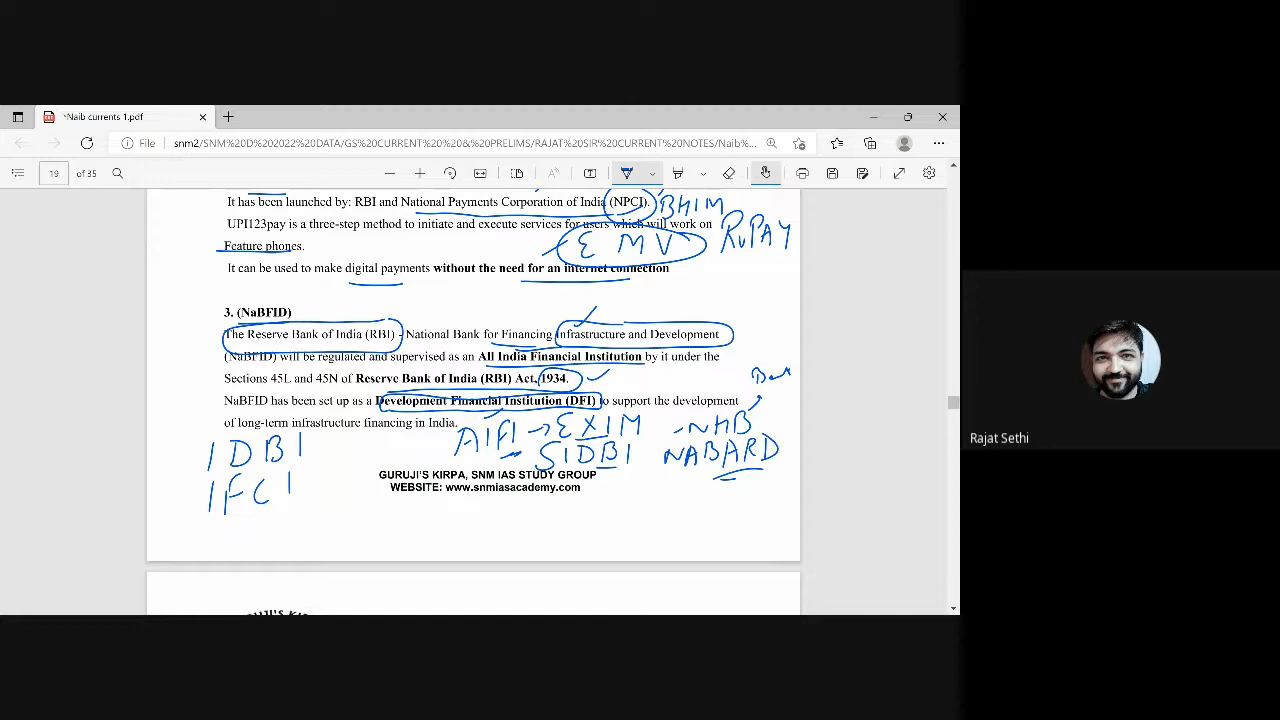 *Naib currents 1.pdf
File snm2/SNM%20D%202022%20DATA/GS%20CURRENT%20%20&%20PRELIMS/RAJAT%20SIR%20CURRENT%20NOTES/Naib%...
19 of 35
It has been launched by: RBI and National Payments Corporation of India (NPCI). BHIM
UPI123pay is a three-step method to initiate and execute services for users which will work on
Feature phones.
EMV RuPAY
It can be used to make digital payments without the need for an internet connection
3. (NaBFID)
The Reserve Bank of India (RBI) - National Bank for Financing Infrastructure and Development
(NaBFID) will be regulated and supervised as an All India Financial Institution by it under the
Sections 45L and 45N of Reserve Bank of India (RBI) Act, 1934.
NaBFID has been set up as a Development Financial Institution (DFI) to support the development
of long-term infrastructure financing in India.
AIFI → EXIM NHB
IDBI SIDBI NABARD
IFCI
GURUJI'S KIRPA, SNM IAS STUDY GROUP
WEBSITE: www.snmiasacademy.com
Rajat Sethi